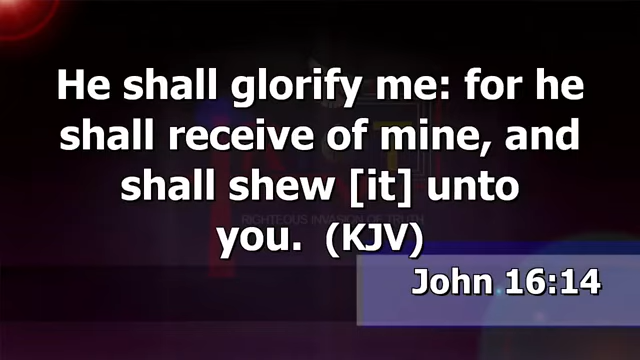 He shall glorify me: for he
shall receive of mine, and
shall shew [it] unto
RIGHTEOUS INVASION OF TRUTH
you. (KJV)
John 16:14